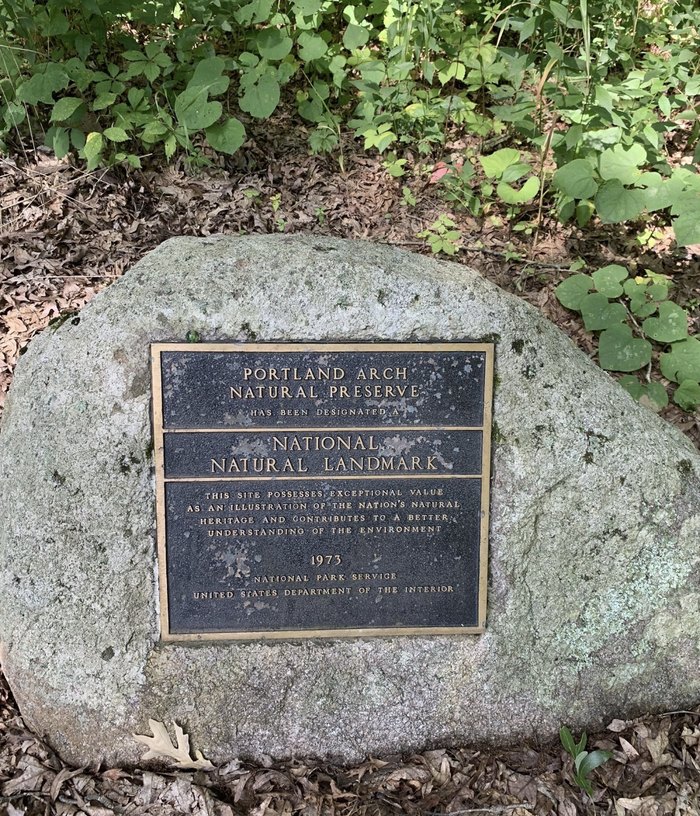 PORTLAND ARCH
NATURAL PRESERVE
HAS BEEN DESIGNATED A
NATIONAL
NATURAL LANDMARK
THIS SITE POSSESSES EXCEPTIONAL VALUE
AS AN ILLUSTRATION OF THE NATION'S NATURAL
HERITAGE AND CONTRIBUTES TO A BETTER
UNDERSTANDING OF THE ENVIRONMENT
1973
NATIONAL PARK SERVICE
UNITED STATES DEPARTMENT OF THE INTERIOR